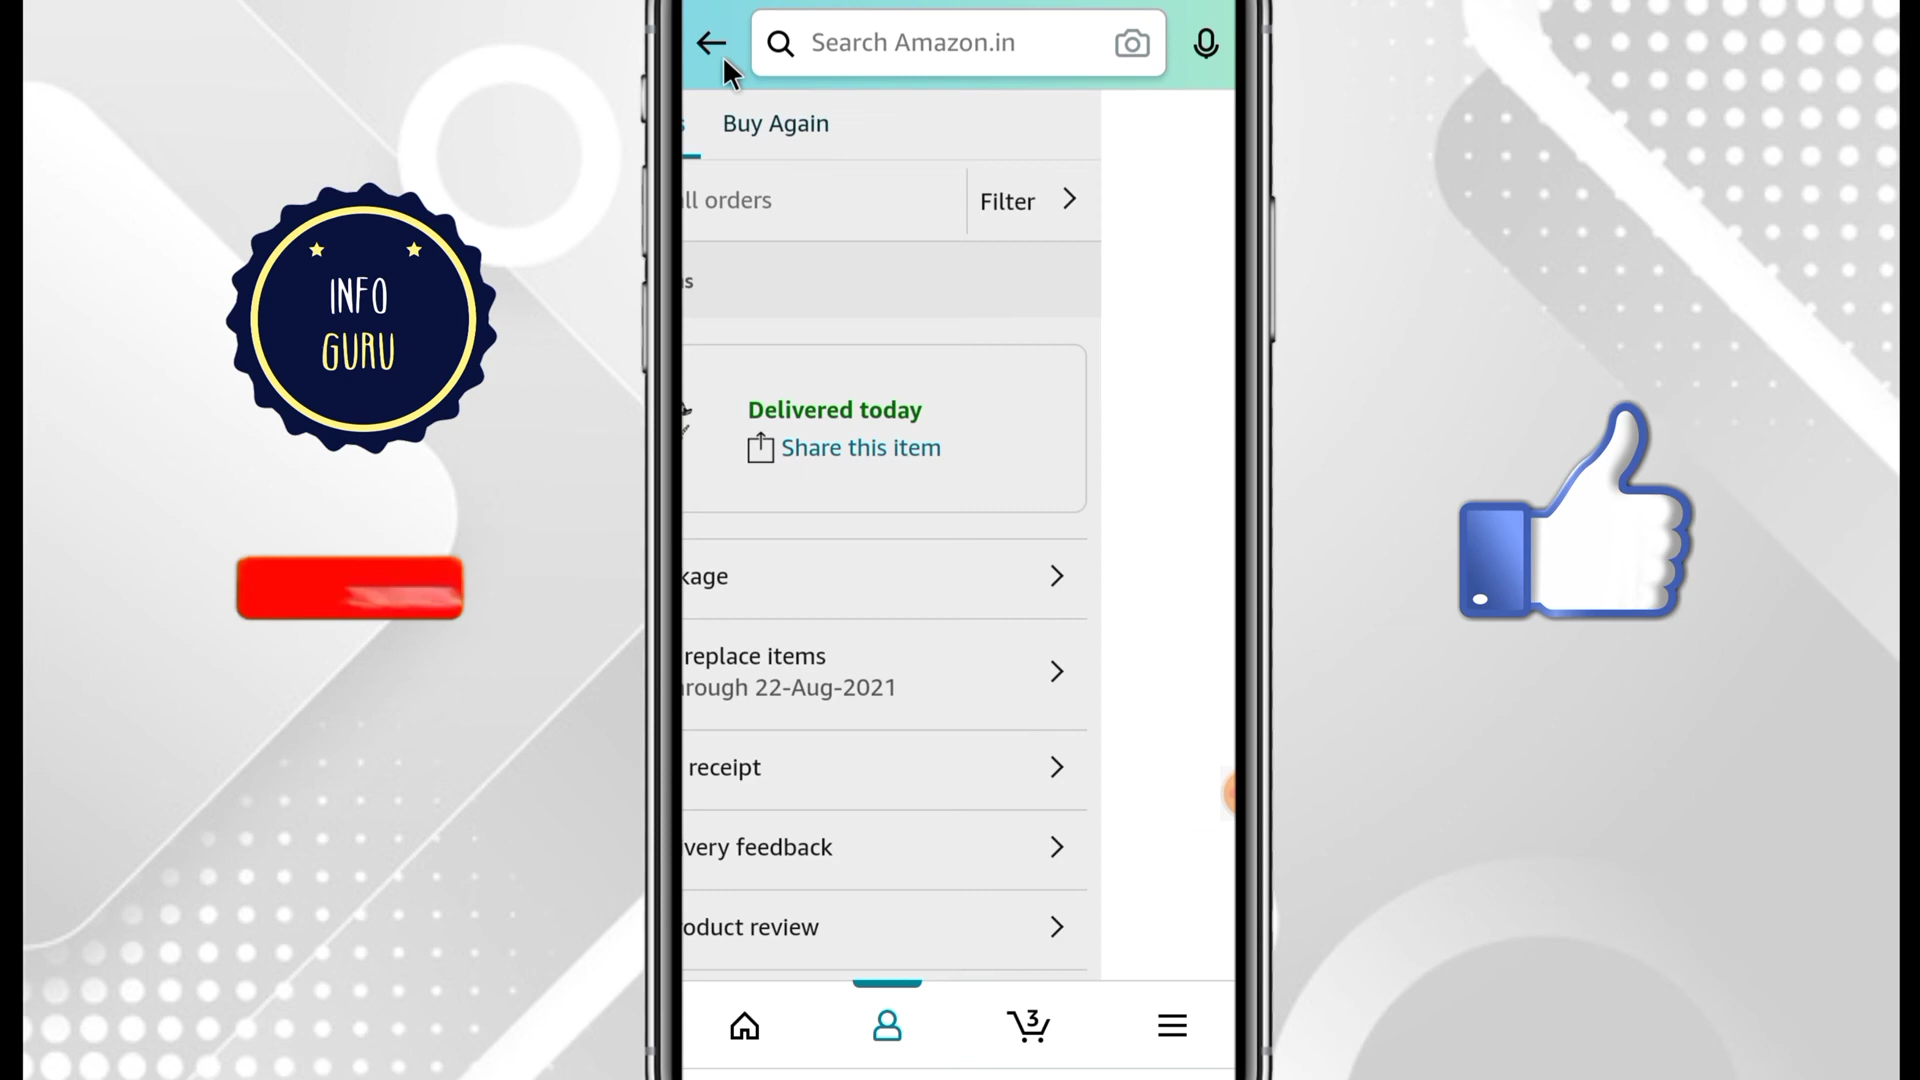 Search Amazon.in
Buy Again
ll orders
Filter
s
INFO
GURU
Delivered today
Share this item
kage
replace items
rough 22-Aug-2021
receipt
very feedback
oduct review
3